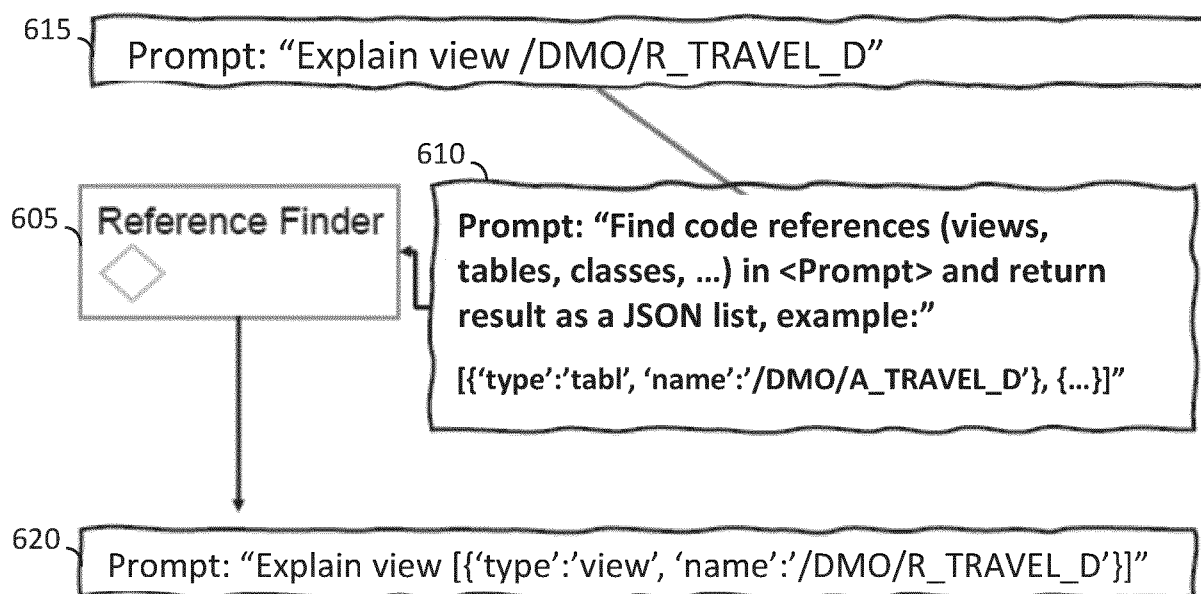 615
Prompt: “Explain view /DMO/R_TRAVEL_D”
610
605
Reference Finder
Prompt: “Find code references (views,
tables, classes, ...) in <Prompt> and return
result as a JSON list, example:”
[{‘type’:’tabl’, ‘name’:’/DMO/A_TRAVEL_D’}, {...}]”
620
Prompt: “Explain view [{‘type’:’view’, ‘name’:’/DMO/R_TRAVEL_D’}]”